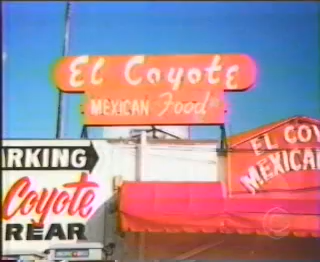 El Coyote
MEXICAN Food
ARKING
Coyote
REAR
EL COY
MEXICAN